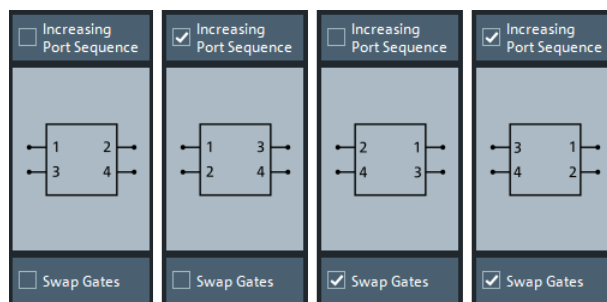 Increasing
Port Sequence
1 2
3 4
Swap Gates
Increasing
Port Sequence
1 3
2 4
Swap Gates
Increasing
Port Sequence
2 1
4 3
Swap Gates
Increasing
Port Sequence
3 1
4 2
Swap Gates